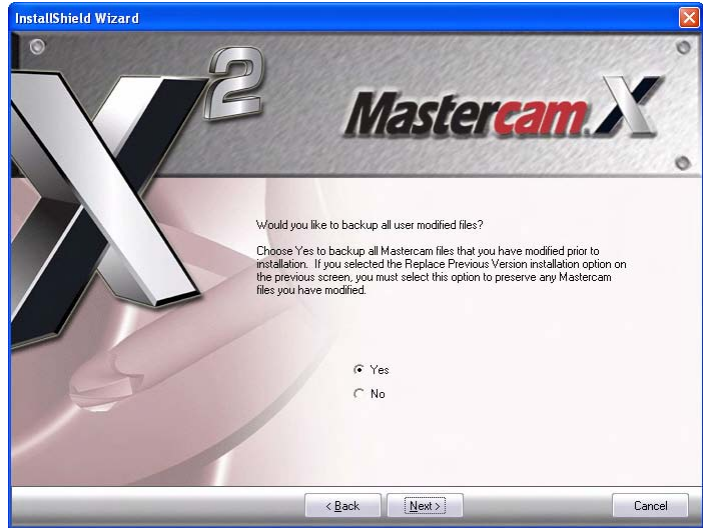 InstallShield Wizard
X2
Mastercam.X
Would you like to backup all user modified files?
Choose Yes to backup all Mastercam files that you have modified prior to
installation. If you selected the Replace Previous Version installation option on
the previous screen, you must select this option to preserve any Mastercam
files you have modified.
Yes
No
< Back
Next >
Cancel